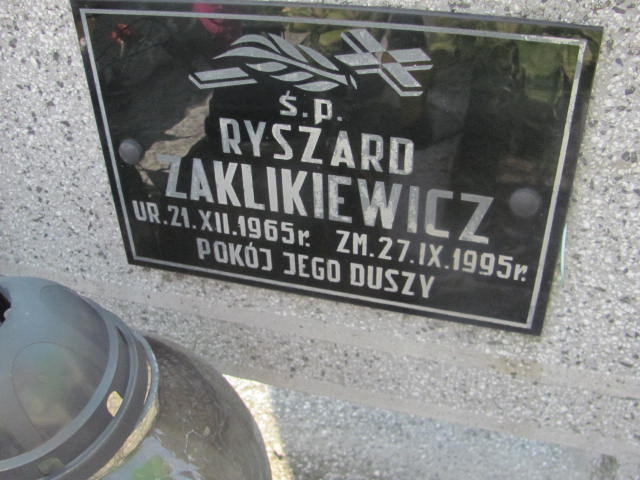 ś.p.
RYSZARD
ZAKLIKIEWICZ
UR.21.XII.1965r. ZM.27.IX.1995r.
POKÓJ JEGO DUSZY